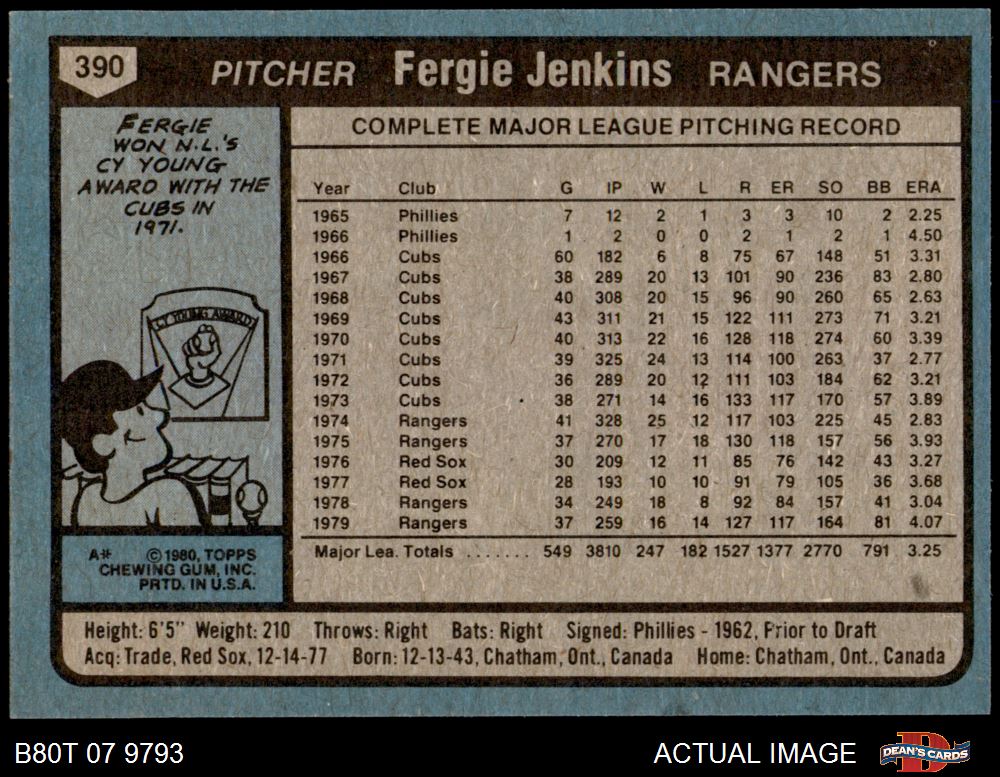 390
PITCHER Fergie Jenkins RANGERS
FERGIE
WON N.L.'S
CY YOUNG
AWARD WITH THE
CUBS IN
1971.
CY YOUNG AWARD
A* © 1980, TOPPS
CHEWING GUM, INC.
PRTD. IN U.S.A.
COMPLETE MAJOR LEAGUE PITCHING RECORD
Year Club G IP W L R ER SO BB ERA
1965 Phillies 7 12 2 1 3 3 10 2 2.25
1966 Phillies 1 2 0 0 2 1 2 1 4.50
1966 Cubs 60 182 6 8 75 67 148 51 3.31
1967 Cubs 38 289 20 13 101 90 236 83 2.80
1968 Cubs 40 308 20 15 96 90 260 65 2.63
1969 Cubs 43 311 21 15 122 111 273 71 3.21
1970 Cubs 40 313 22 16 128 118 274 60 3.39
1971 Cubs 39 325 24 13 114 100 263 37 2.77
1972 Cubs 36 289 20 12 111 103 184 62 3.21
1973 Cubs 38 271 14 16 133 117 170 57 3.89
1974 Rangers 41 328 25 12 117 103 225 45 2.83
1975 Rangers 37 270 17 18 130 118 157 56 3.93
1976 Red Sox 30 209 12 11 85 76 142 43 3.27
1977 Red Sox 28 193 10 10 91 79 105 36 3.68
1978 Rangers 34 249 18 8 92 84 157 41 3.04
1979 Rangers 37 259 16 14 127 117 164 81 4.07
Major Lea. Totals ....... 549 3810 247 182 1527 1377 2770 791 3.25
Height: 6'5" Weight: 210 Throws: Right Bats: Right Signed: Phillies - 1962, Prior to Draft
Acq: Trade, Red Sox, 12-14-77 Born: 12-13-43, Chatham, Ont., Canada Home: Chatham, Ont., Canada
B80T 07 9793 ACTUAL IMAGE DEAN'S CARDS